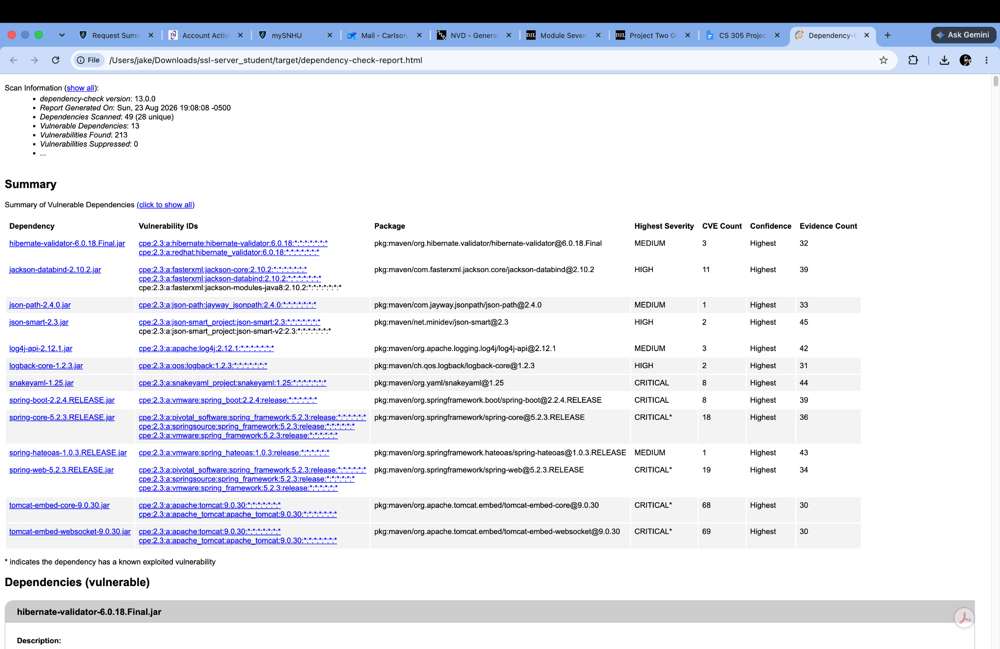 Request Summ
Account Activi
mySNHU
Mail - Carlson,
NVD - Genera
D2L Module Seven
D2L Project Two Gu
CS 305 Projec
Dependency-C
Ask Gemini
File /Users/jake/Downloads/ssl-server_student/target/dependency-check-report.html
Scan Information (show all):
• dependency-check version: 13.0.0
• Report Generated On: Sun, 23 Aug 2026 19:08:08 -0500
• Dependencies Scanned: 49 (28 unique)
• Vulnerable Dependencies: 13
• Vulnerabilities Found: 213
• Vulnerabilities Suppressed: 0
• ...
Summary
Summary of Vulnerable Dependencies (click to show all)
Dependency Vulnerability IDs Package Highest Severity CVE Count Confidence Evidence Count
hibernate-validator-6.0.18.Final.jar cpe:2.3:a:hibernate:hibernate-validator:6.0.18:*:*:*:*:*:*:* pkg:maven/org.hibernate.validator/hibernate-validator@6.0.18.Final MEDIUM 3 Highest 32
cpe:2.3:a:redhat:hibernate_validator:6.0.18:*:*:*:*:*:*:*
jackson-databind-2.10.2.jar cpe:2.3:a:fasterxml:jackson-core:2.10.2:*:*:*:*:*:*:* pkg:maven/com.fasterxml.jackson.core/jackson-databind@2.10.2 HIGH 11 Highest 39
cpe:2.3:a:fasterxml:jackson-databind:2.10.2:*:*:*:*:*:*:*
cpe:2.3:a:fasterxml:jackson-modules-java8:2.10.2:*:*:*:*:*:*:*
json-path-2.4.0.jar cpe:2.3:a:json-path:jayway_jsonpath:2.4.0:*:*:*:*:*:*:* pkg:maven/com.jayway.jsonpath/json-path@2.4.0 MEDIUM 1 Highest 33
json-smart-2.3.jar cpe:2.3:a:json-smart_project:json-smart:2.3:*:*:*:*:*:*:* pkg:maven/net.minidev/json-smart@2.3 HIGH 2 Highest 45
cpe:2.3:a:json-smart_project:json-smart-v2:2.3:*:*:*:*:*:*:*
log4j-api-2.12.1.jar cpe:2.3:a:apache:log4j:2.12.1:*:*:*:*:*:*:* pkg:maven/org.apache.logging.log4j/log4j-api@2.12.1 MEDIUM 3 Highest 42
logback-core-1.2.3.jar cpe:2.3:a:qos:logback:1.2.3:*:*:*:*:*:*:* pkg:maven/ch.qos.logback/logback-core@1.2.3 HIGH 2 Highest 31
snakeyaml-1.25.jar cpe:2.3:a:snakeyaml_project:snakeyaml:1.25:*:*:*:*:*:*:* pkg:maven/org.yaml/snakeyaml@1.25 CRITICAL 8 Highest 44
spring-boot-2.2.4.RELEASE.jar cpe:2.3:a:vmware:spring_boot:2.2.4:release:*:*:*:*:*:* pkg:maven/org.springframework.boot/spring-boot@2.2.4.RELEASE CRITICAL 8 Highest 39
spring-core-5.2.3.RELEASE.jar cpe:2.3:a:pivotal_software:spring_framework:5.2.3:release:*:*:*:*:*:* pkg:maven/org.springframework/spring-core@5.2.3.RELEASE CRITICAL* 18 Highest 36
cpe:2.3:a:springsource:spring_framework:5.2.3:release:*:*:*:*:*:*
cpe:2.3:a:vmware:spring_framework:5.2.3:release:*:*:*:*:*:*
spring-hateoas-1.0.3.RELEASE.jar cpe:2.3:a:vmware:spring_hateoas:1.0.3:release:*:*:*:*:*:* pkg:maven/org.springframework.hateoas/spring-hateoas@1.0.3.RELEASE MEDIUM 1 Highest 43
spring-web-5.2.3.RELEASE.jar cpe:2.3:a:pivotal_software:spring_framework:5.2.3:release:*:*:*:*:*:* pkg:maven/org.springframework/spring-web@5.2.3.RELEASE CRITICAL* 19 Highest 34
cpe:2.3:a:springsource:spring_framework:5.2.3:release:*:*:*:*:*:*
cpe:2.3:a:vmware:spring_framework:5.2.3:release:*:*:*:*:*:*
tomcat-embed-core-9.0.30.jar cpe:2.3:a:apache:tomcat:9.0.30:*:*:*:*:*:*:* pkg:maven/org.apache.tomcat.embed/tomcat-embed-core@9.0.30 CRITICAL* 68 Highest 30
cpe:2.3:a:apache_tomcat:apache_tomcat:9.0.30:*:*:*:*:*:*:*
tomcat-embed-websocket-9.0.30.jar cpe:2.3:a:apache:tomcat:9.0.30:*:*:*:*:*:*:* pkg:maven/org.apache.tomcat.embed/tomcat-embed-websocket@9.0.30 CRITICAL* 69 Highest 30
cpe:2.3:a:apache_tomcat:apache_tomcat:9.0.30:*:*:*:*:*:*:*
* indicates the dependency has a known exploited vulnerability
Dependencies (vulnerable)
hibernate-validator-6.0.18.Final.jar
Description: